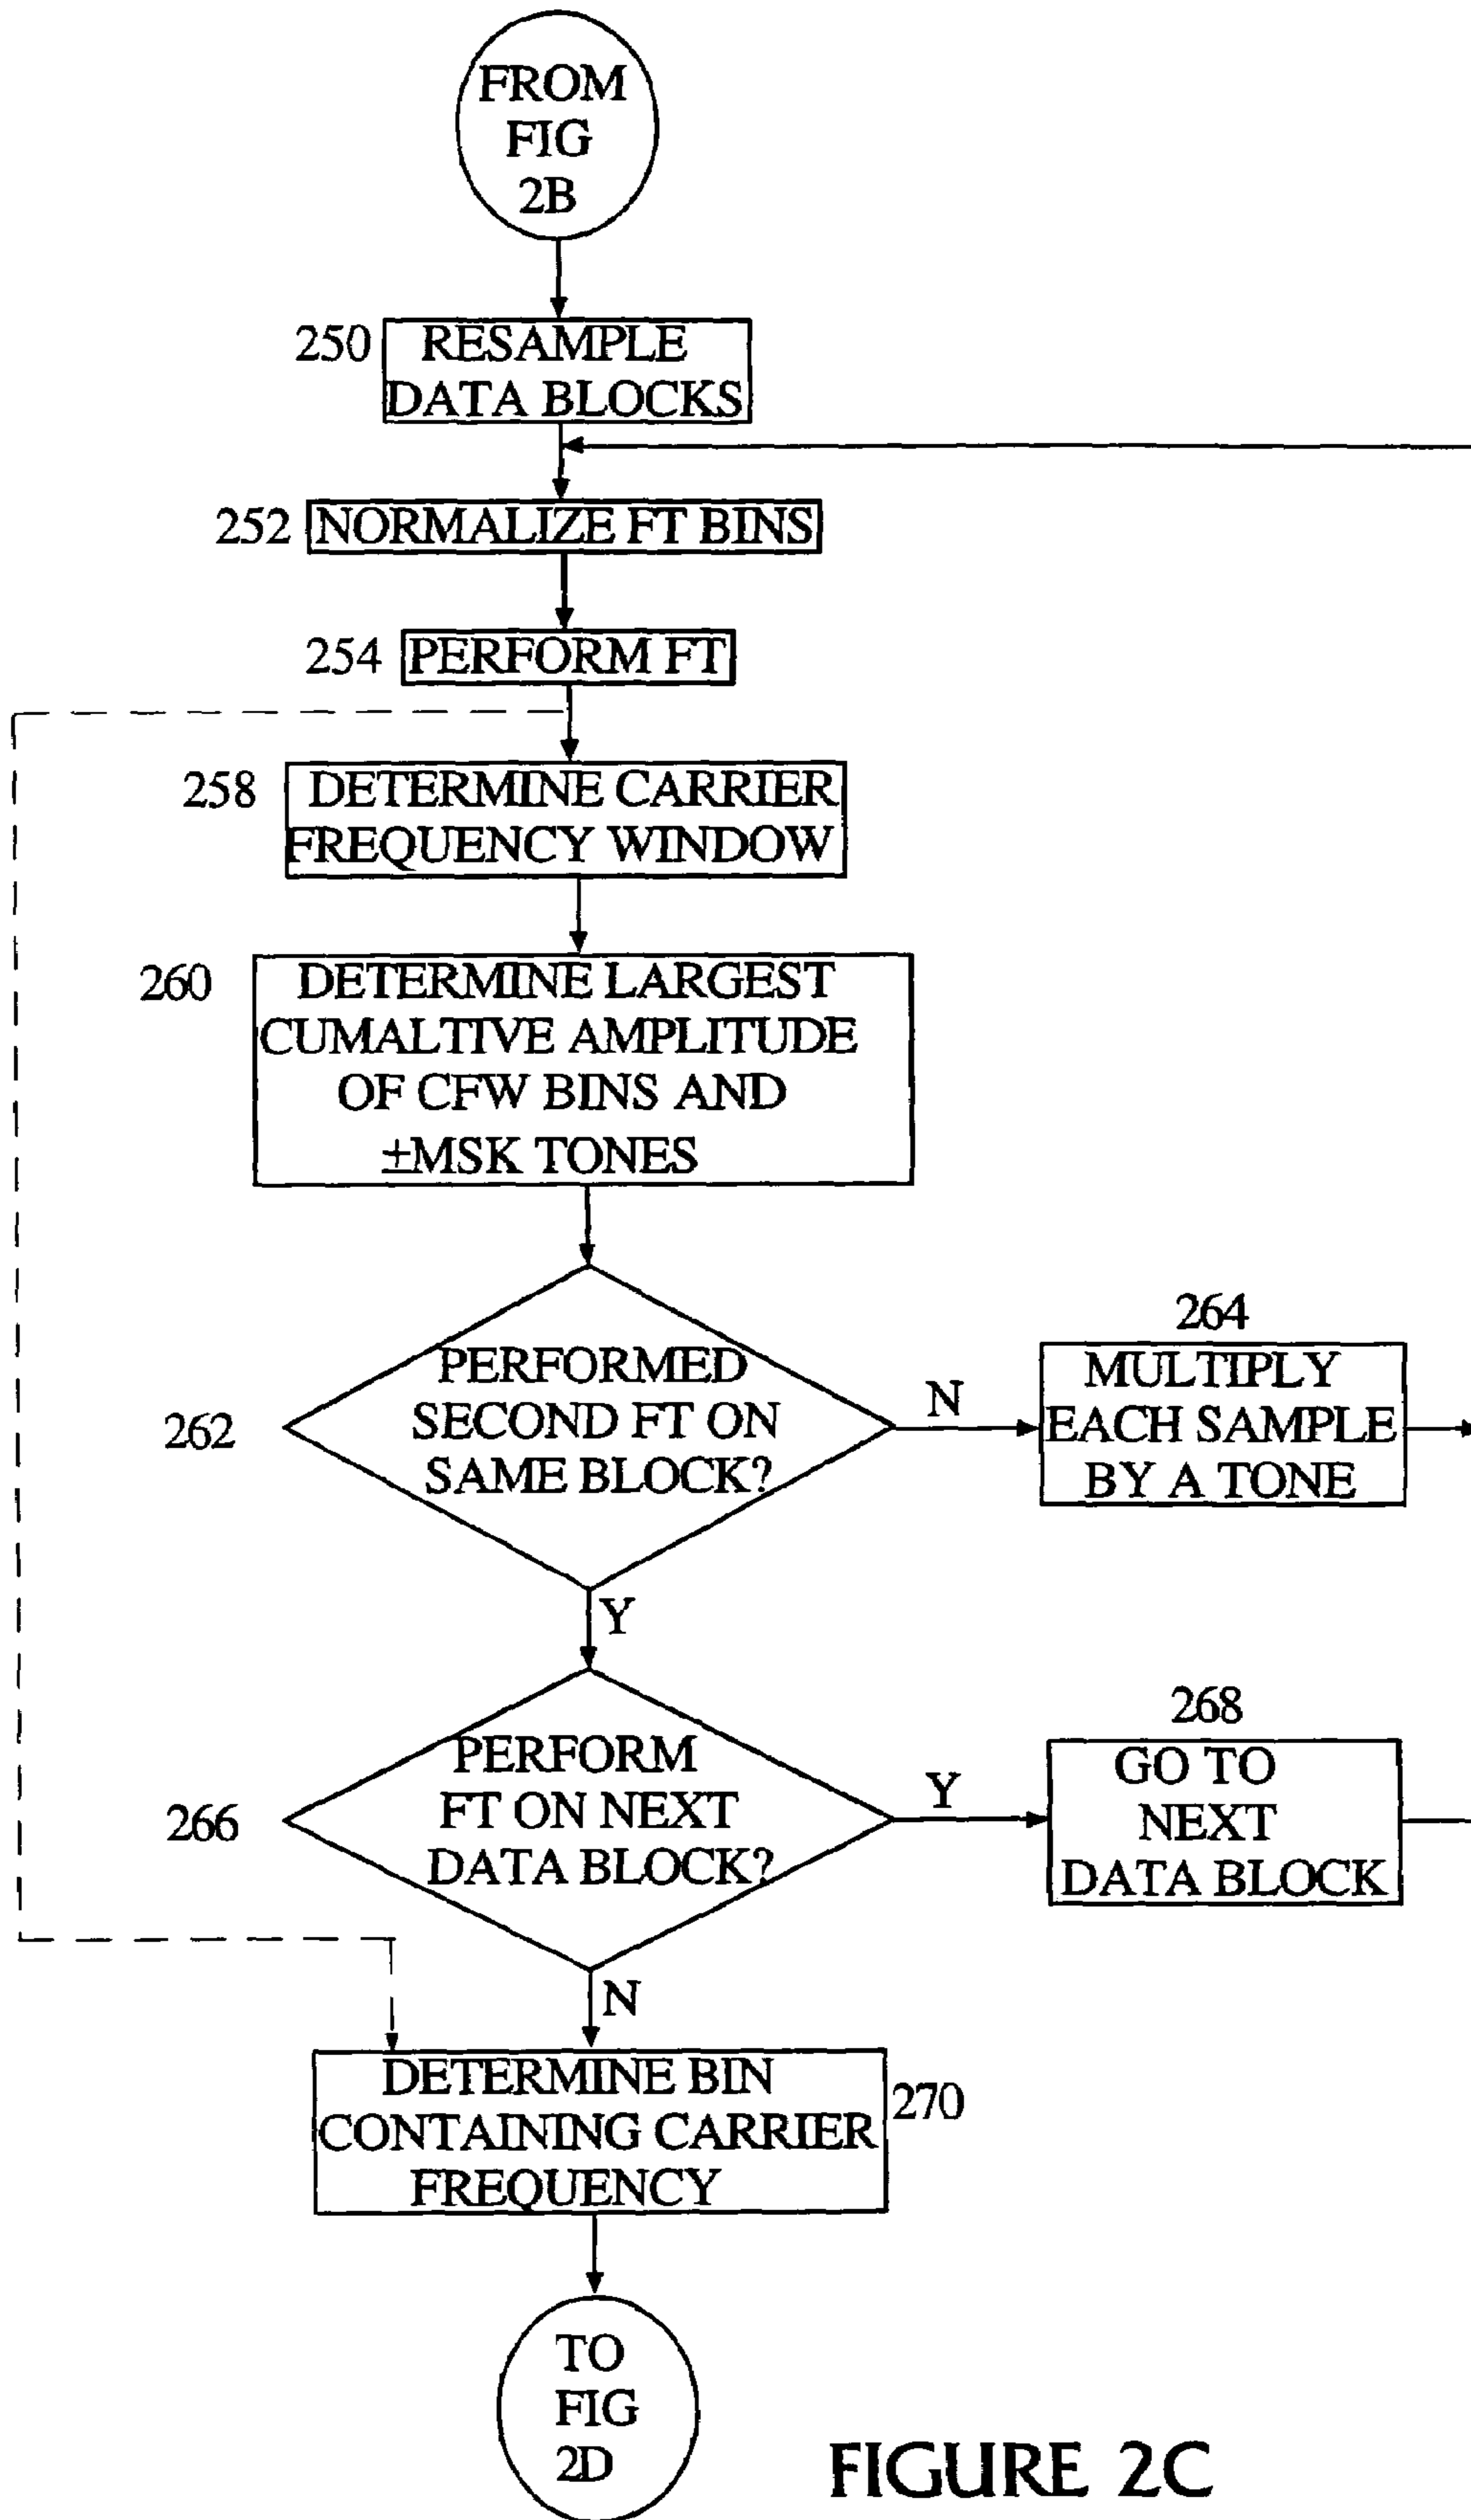 FROM
FIG
2B
250
RESAMPLE
DATA BLOCKS
252
NORMALIZE FT BINS
254
PERFORM FT
258
DETERMINE CARRIER
FREQUENCY WINDOW
260
DETERMINE LARGEST
CUMALTIVE AMPLITUDE
OF CFW BINS AND
±MSK TONES
262
PERFORMED
SECOND FT ON
SAME BLOCK?
N
264
MULTIPLY
EACH SAMPLE
BY A TONE
Y
266
PERFORM
FT ON NEXT
DATA BLOCK?
Y
268
GO TO
NEXT
DATA BLOCK
N
DETERMINE BIN
CONTAINING CARRIER
FREQUENCY
270
TO
FIG
2D
FIGURE 2C